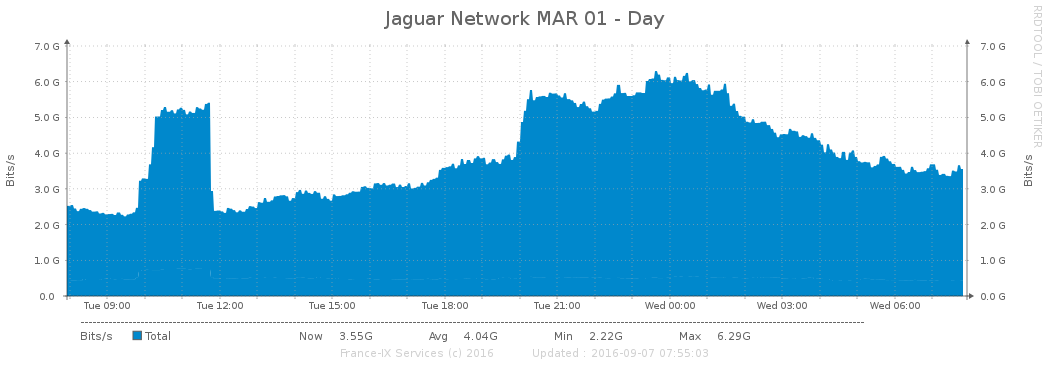 Jaguar Network MAR 01 - Day
RRDTOOL / TOBI OETIKER
7.0 G 7.0 G
6.0 G 6.0 G
5.0 G 5.0 G
4.0 G 4.0 G
3.0 G 3.0 G
2.0 G 2.0 G
1.0 G 1.0 G
0.0 0.0 G
Bits/s Bits/s
Tue 09:00 Tue 12:00 Tue 15:00 Tue 18:00 Tue 21:00 Wed 00:00 Wed 03:00 Wed 06:00
Bits/s Total Now 3.55G Avg 4.04G Min 2.22G Max 6.29G
France-IX Services (c) 2016 Updated : 2016-09-07 07:55:03